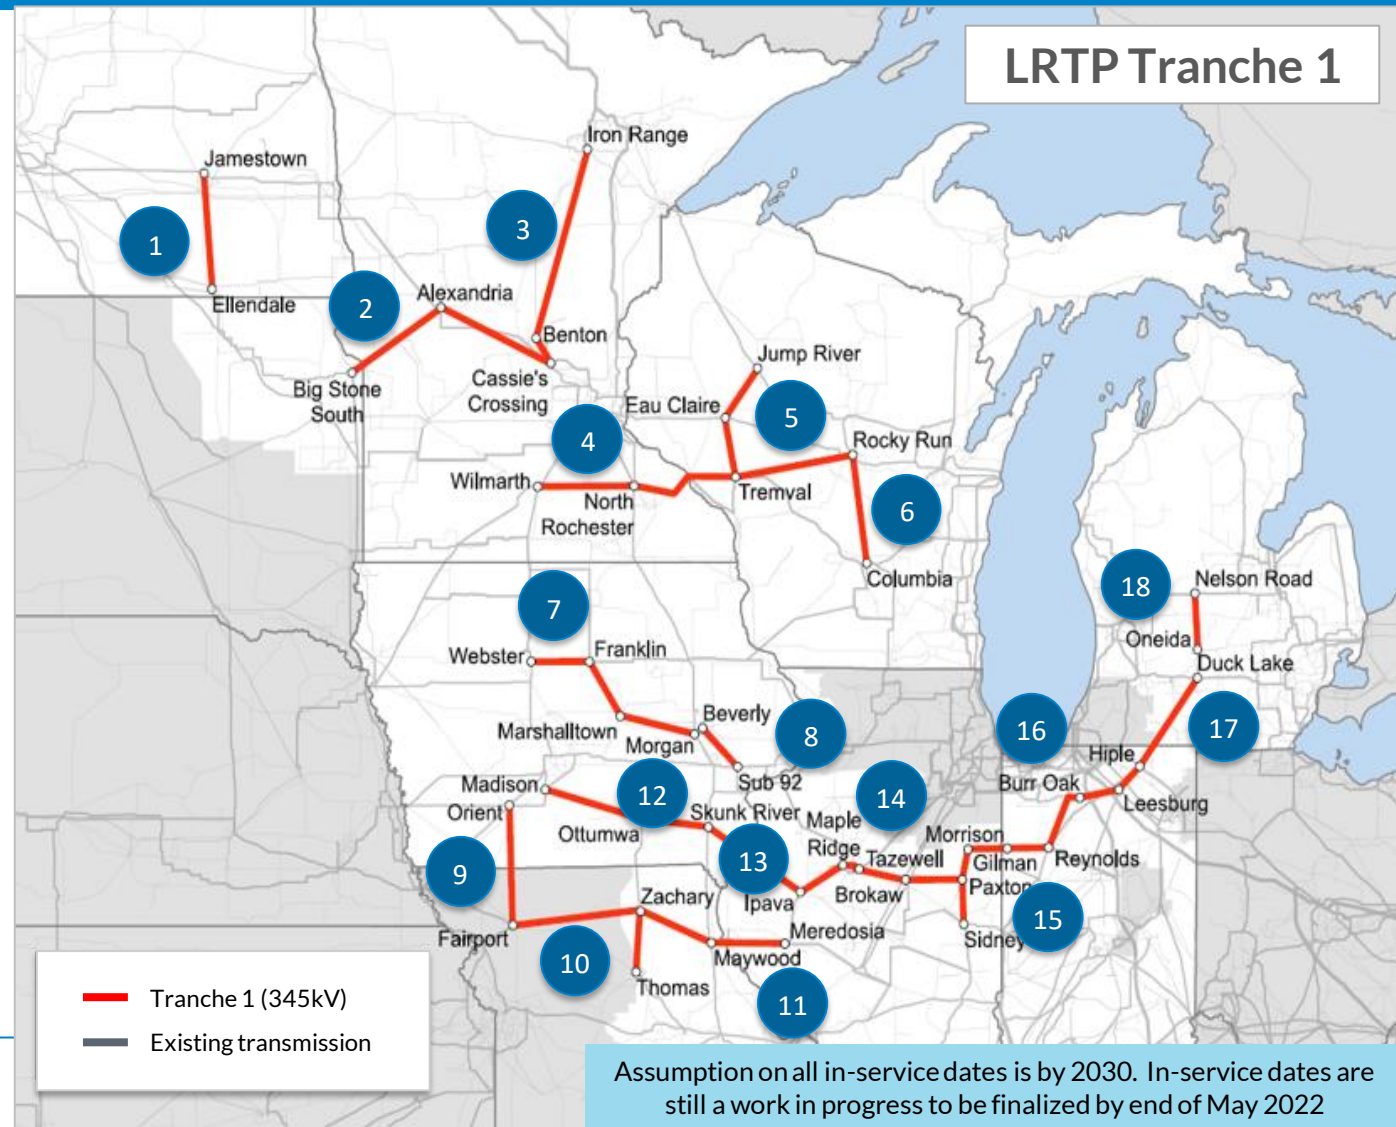 LRTP Tranche 1
Iron Range
Jamestown
3
1
Ellendale
2
Alexandria
Benton
Big Stone
South
Cassie's
Crossing
Jump River
Eau Claire
5
4
Rocky Run
Wilmarth
North
Rochester
Tremval
6
Columbia
18
Nelson Road
Oneida
Duck Lake
7
Webster
Franklin
Marshalltown
Morgan
Beverly
8
Sub 92
16
17
Hiple
Burr Oak
Leesburg
Madison
Orient
12
Ottumwa
Skunk River
14
Maple
Ridge
Tazewell
Morrison
Gilman
Reynolds
13
9
Ipava
Brokaw
Paxton
15
Sidney
Zachary
Fairport
10
Thomas
Meredosia
Maywood
11
Tranche 1 (345kV)
Existing transmission
Assumption on all in-service dates is by 2030. In-service dates are
still a work in progress to be finalized by end of May 2022